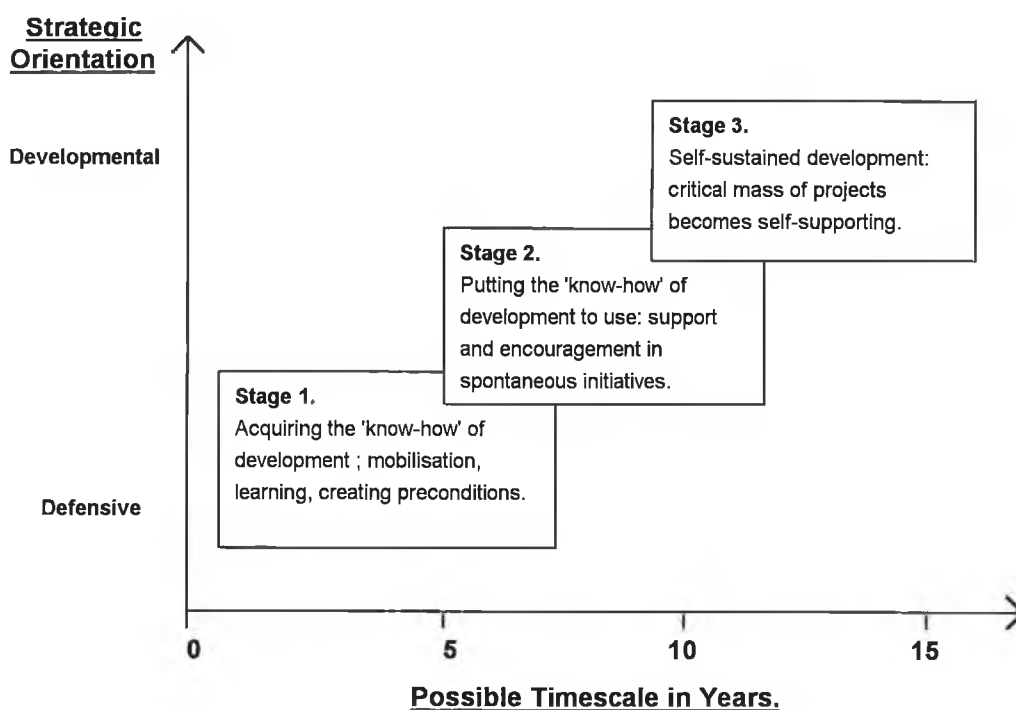 Strategic
Orientation
Developmental
Stage 3.
Self-sustained development:
critical mass of projects
becomes self-supporting.
Stage 2.
Putting the 'know-how' of
development to use: support
and encouragement in
spontaneous initiatives.
Stage 1.
Acquiring the 'know-how' of
development ; mobilisation,
learning, creating preconditions.
Defensive
0
5
10
15
Possible Timescale in Years.